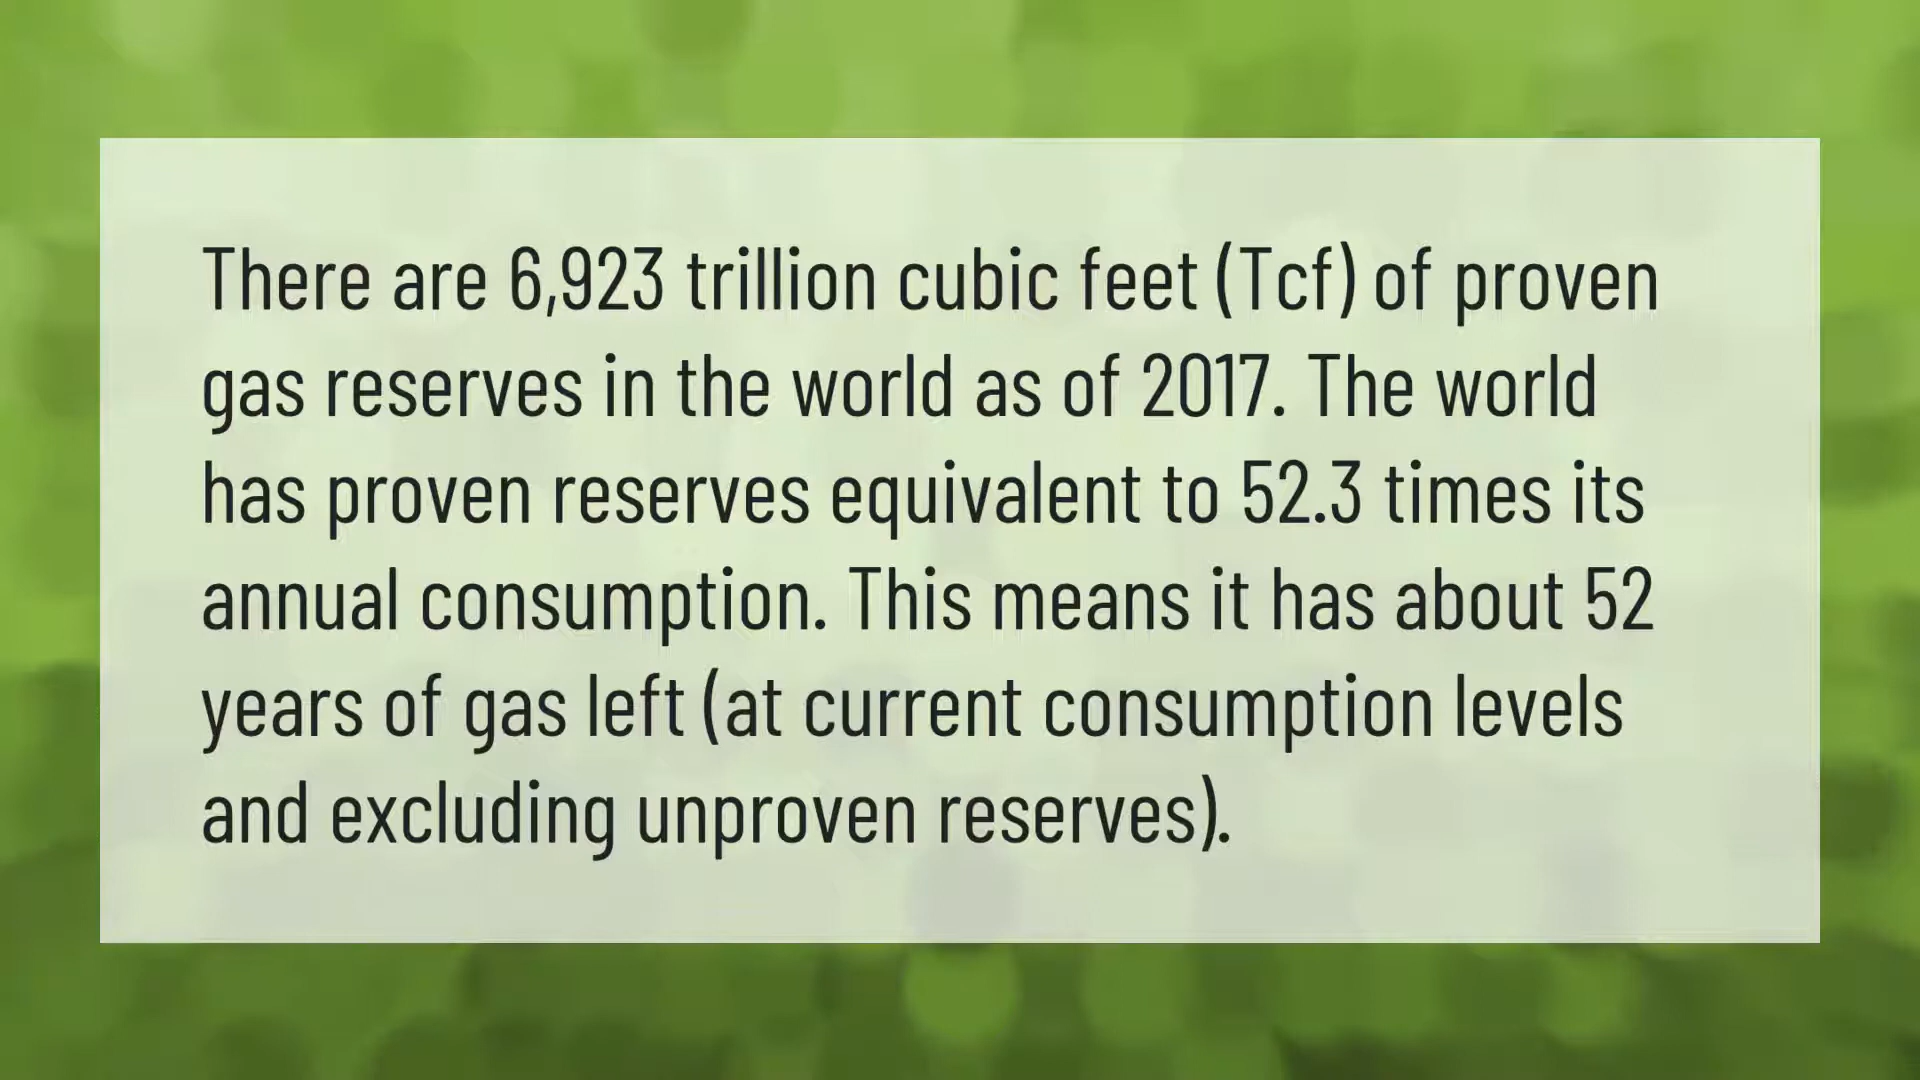 There are 6,923 trillion cubic feet (Tcf) of proven
gas reserves in the world as of 2017. The world
has proven reserves equivalent to 52.3 times its
annual consumption. This means it has about 52
years of gas left (at current consumption levels
and excluding unproven reserves).